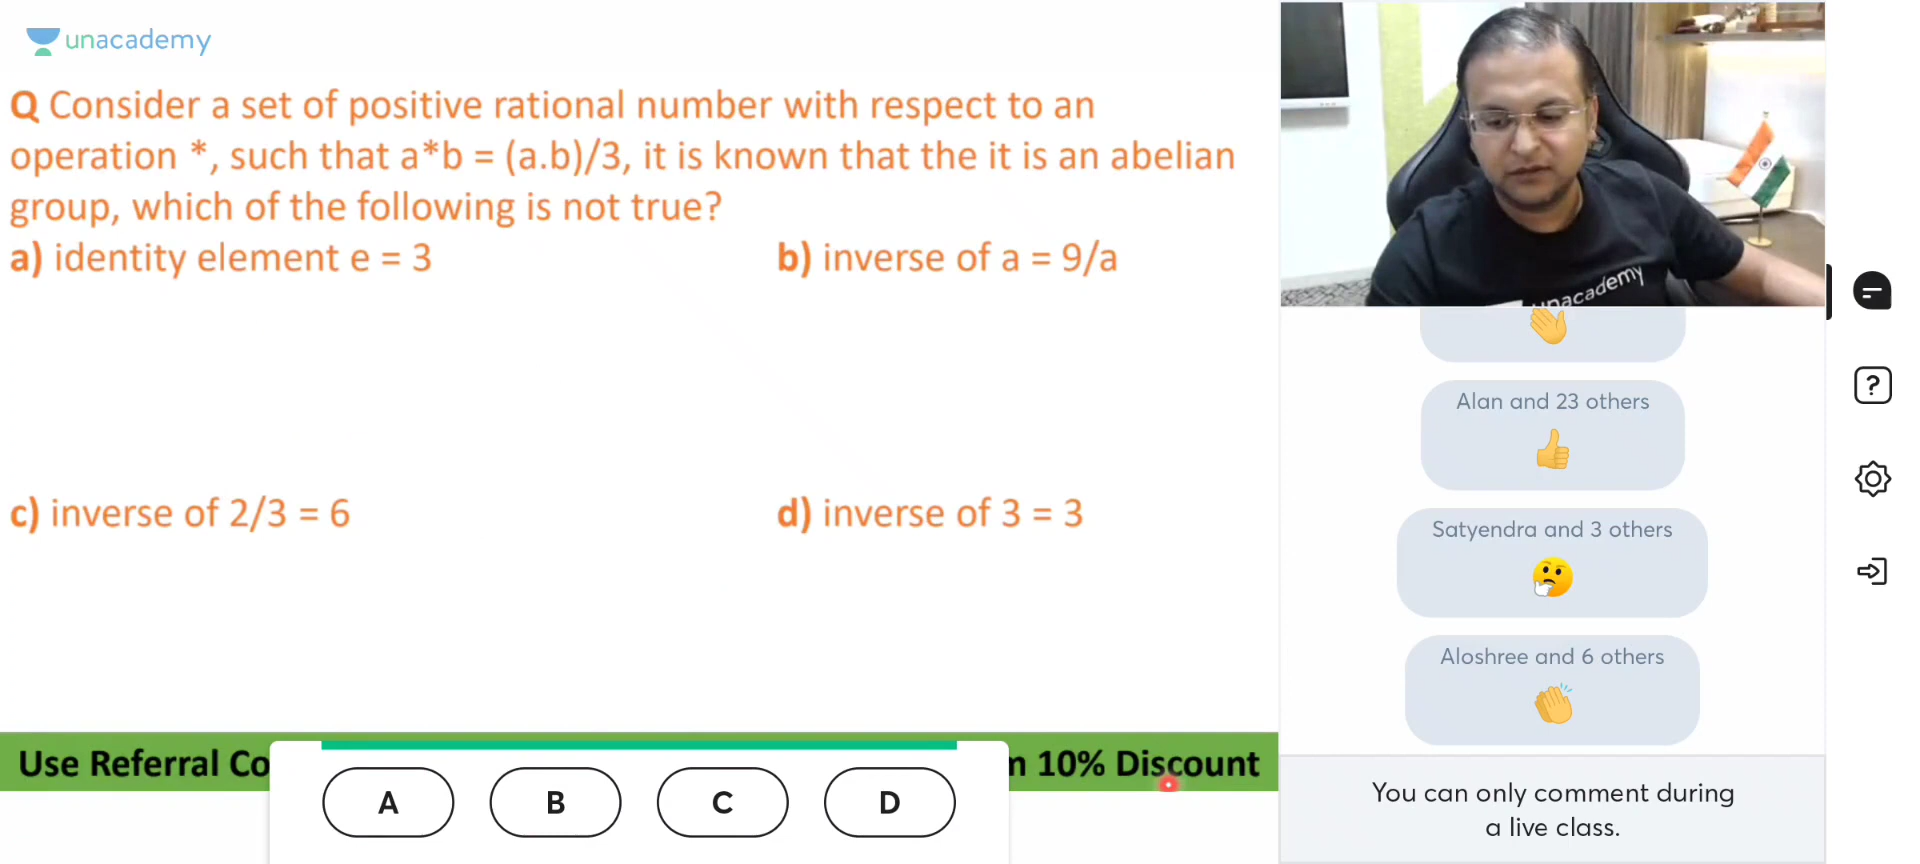 unacademy
Q Consider a set of positive rational number with respect to an
operation *, such that a*b = (a.b)/3, it is known that the it is an abelian
group, which of the following is not true?
a) identity element e = 3
b) inverse of a = 9/a
c) inverse of 2/3 = 6
d) inverse of 3 = 3
Use Referral Co
10% Discount
A
B
C
D
unacademy
Alan and 23 others
Satyendra and 3 others
Aloshree and 6 others
You can only comment during
a live class.
?